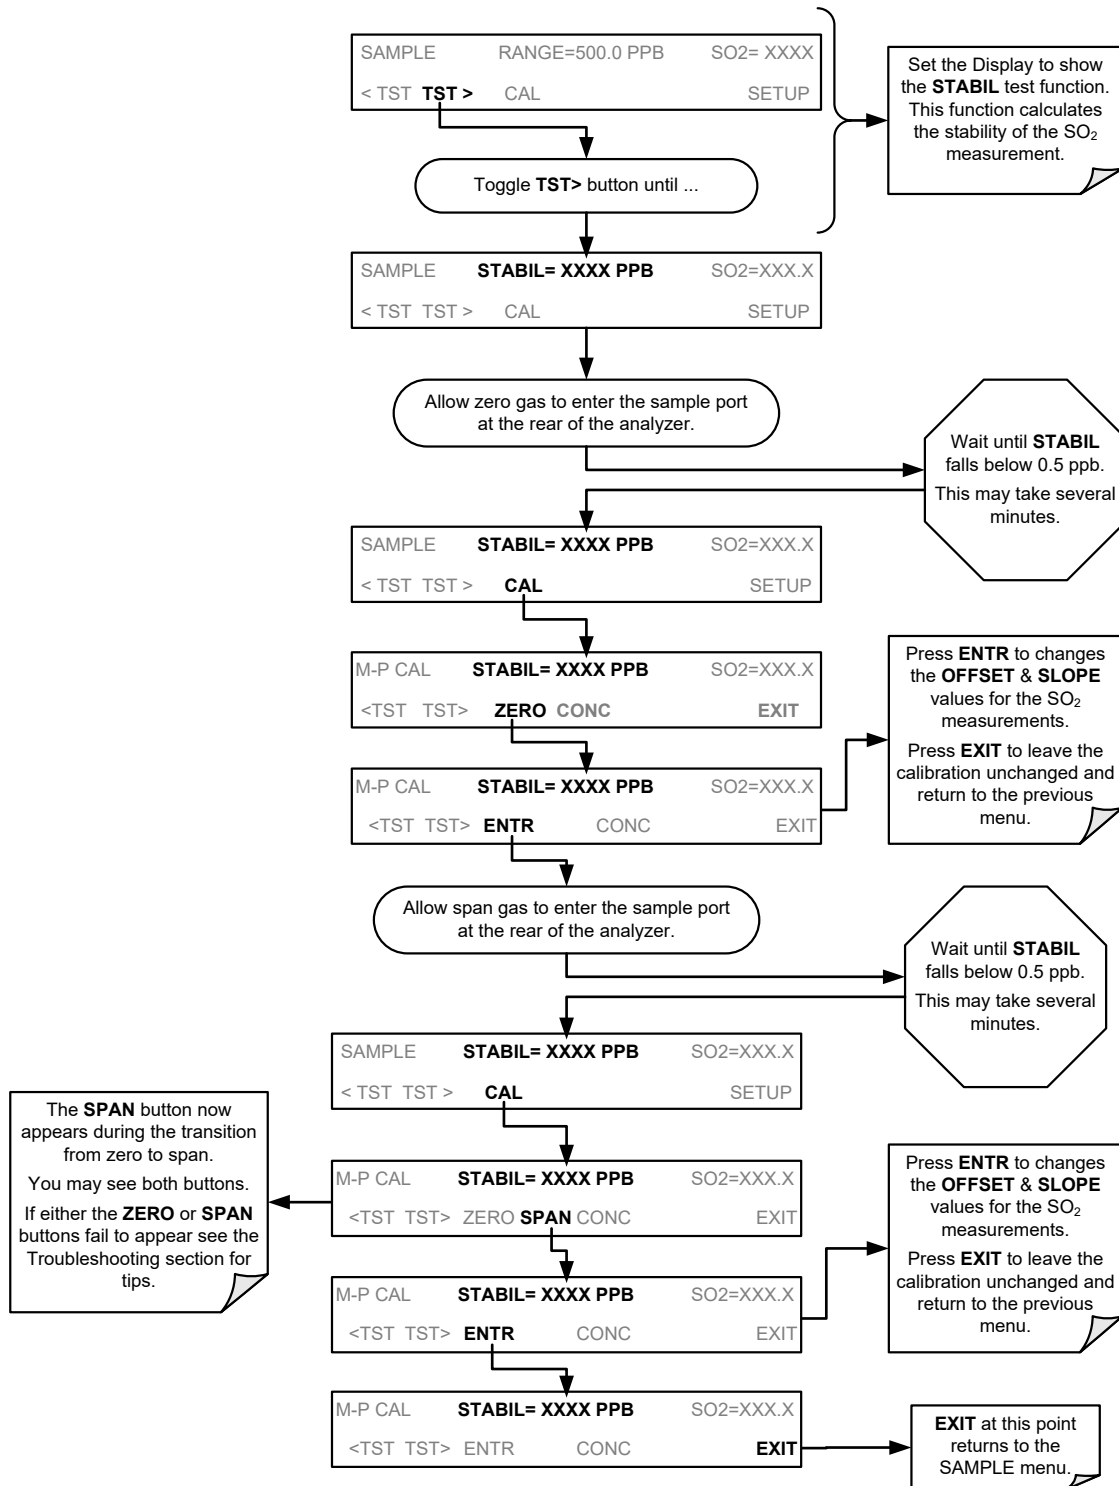 SAMPLE RANGE=500.0 PPB SO2= XXXX
< TST TST > CAL SETUP
Set the Display to show
the STABIL test function.
This function calculates
the stability of the SO₂
measurement.
Toggle TST> button until ...
SAMPLE STABIL= XXXX PPB SO2=XXX.X
< TST TST > CAL SETUP
Allow zero gas to enter the sample port
at the rear of the analyzer.
Wait until STABIL
falls below 0.5 ppb.
This may take several
minutes.
SAMPLE STABIL= XXXX PPB SO2=XXX.X
< TST TST > CAL SETUP
M-P CAL STABIL= XXXX PPB SO2=XXX.X
<TST TST> ZERO CONC EXIT
Press ENTR to changes
the OFFSET & SLOPE
values for the SO₂
measurements.
Press EXIT to leave the
calibration unchanged and
return to the previous
menu.
M-P CAL STABIL= XXXX PPB SO2=XXX.X
<TST TST> ENTR CONC EXIT
Allow span gas to enter the sample port
at the rear of the analyzer.
Wait until STABIL
falls below 0.5 ppb.
This may take several
minutes.
SAMPLE STABIL= XXXX PPB SO2=XXX.X
< TST TST > CAL SETUP
The SPAN button now
appears during the transition
from zero to span.
You may see both buttons.
If either the ZERO or SPAN
buttons fail to appear see the
Troubleshooting section for
tips.
M-P CAL STABIL= XXXX PPB SO2=XXX.X
<TST TST> ZERO SPAN CONC EXIT
Press ENTR to changes
the OFFSET & SLOPE
values for the SO₂
measurements.
Press EXIT to leave the
calibration unchanged and
return to the previous
menu.
M-P CAL STABIL= XXXX PPB SO2=XXX.X
<TST TST> ENTR CONC EXIT
M-P CAL STABIL= XXXX PPB SO2=XXX.X
<TST TST> ENTR CONC EXIT
EXIT at this point
returns to the
SAMPLE menu.